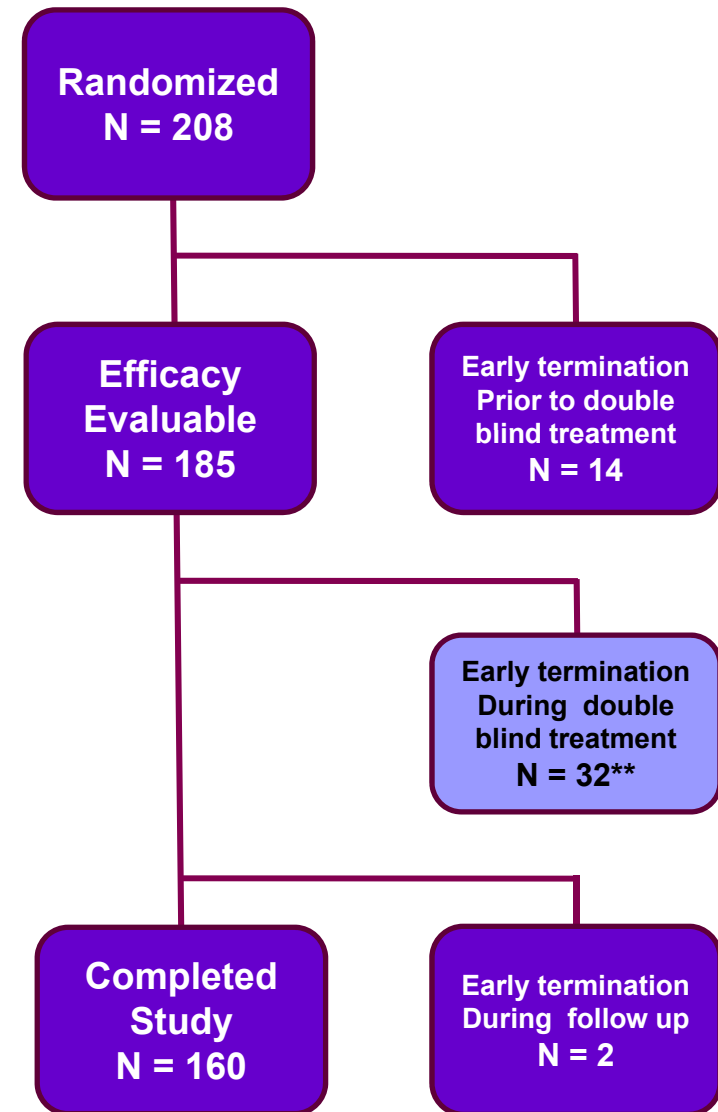 Randomized
N = 208
Efficacy
Evaluable
N = 185
Early termination
Prior to double
blind treatment
N = 14
Early termination
During double
blind treatment
N = 32**
Completed
Study
N = 160
Early termination
During follow up
N = 2